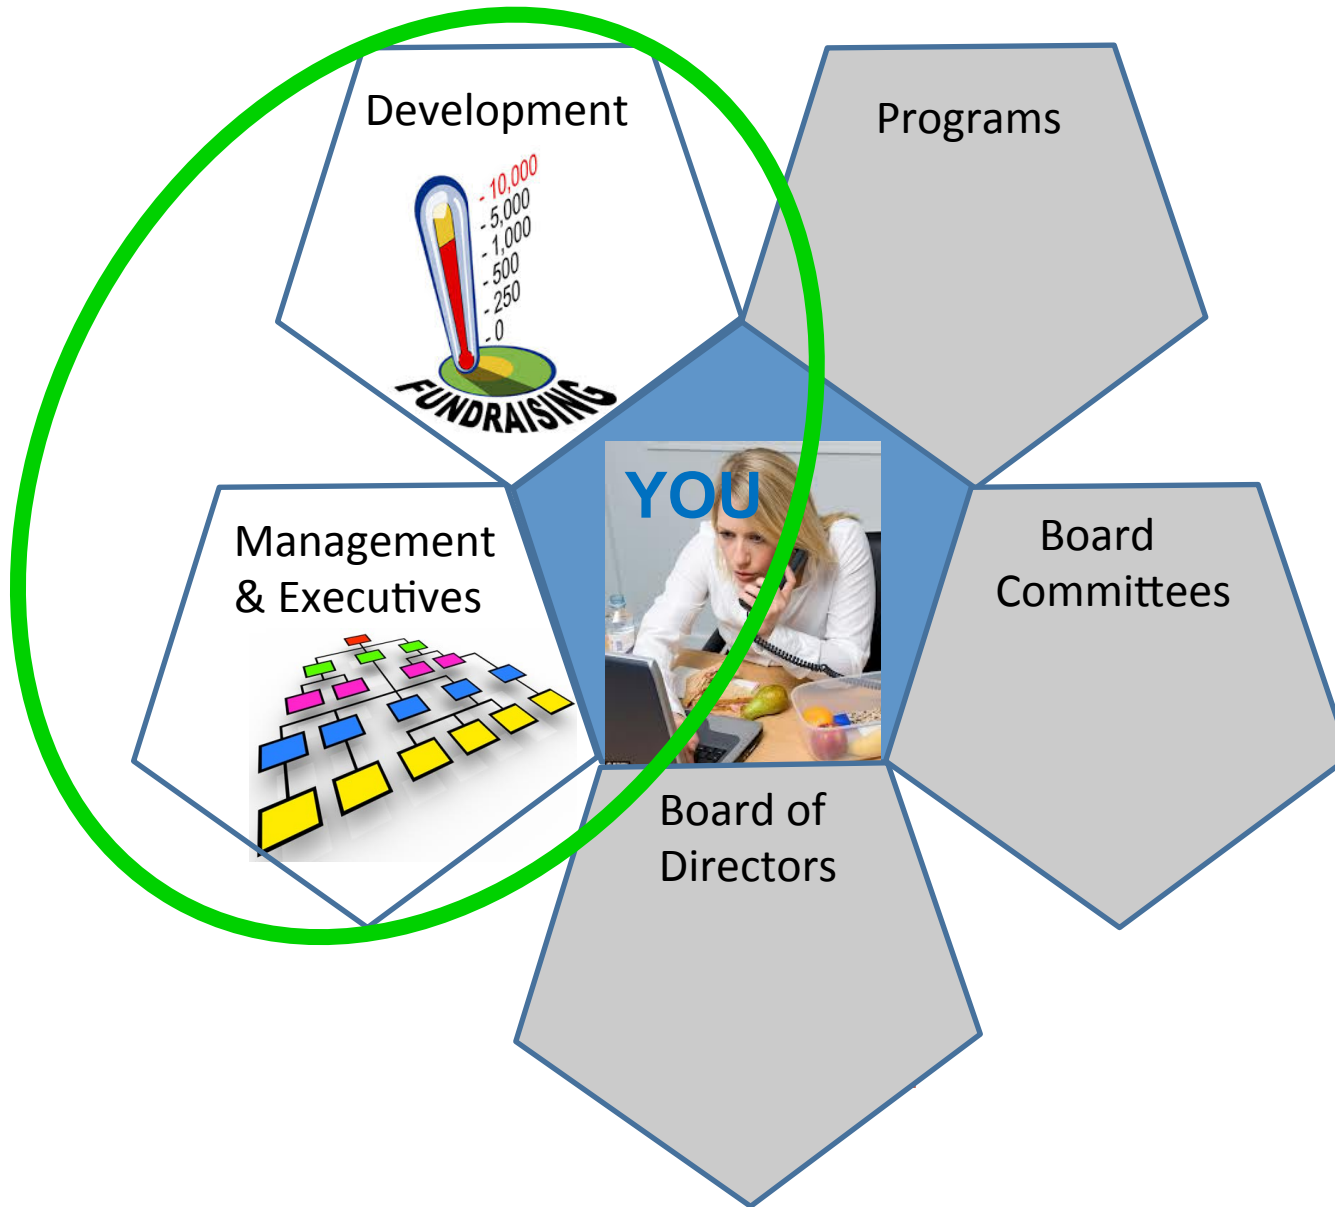 Development
- 10,000
- 5,000
- 1,000
- 500
- 250
- 0
FUNDRAISING
Programs
YOU
Management
& Executives
Board
Committees
Board of
Directors